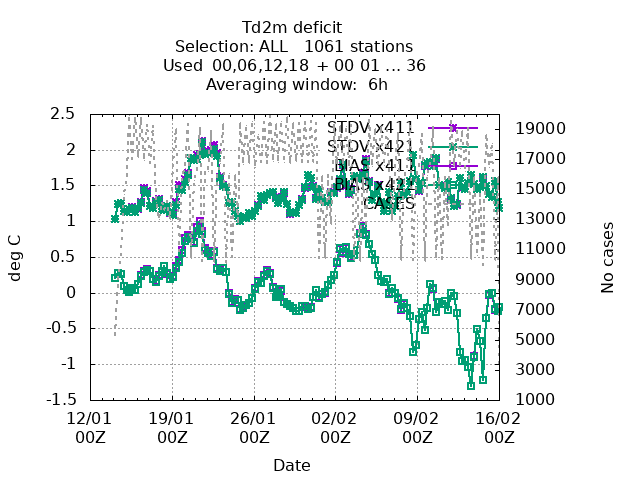 Td2m deficit
Selection: ALL   1061 stations
Used  00,06,12,18  + 00 01 ... 36
Averaging window:  6h
STDV x411
STDV x421
BIAS x411
BIAS x421
CASES
2.5
2
1.5
1
0.5
0
-0.5
-1
-1.5
19000
17000
15000
13000
11000
9000
7000
5000
3000
1000
deg C
No cases
12/01 19/01 26/01 02/02 09/02 16/02
00Z 00Z 00Z 00Z 00Z 00Z
Date